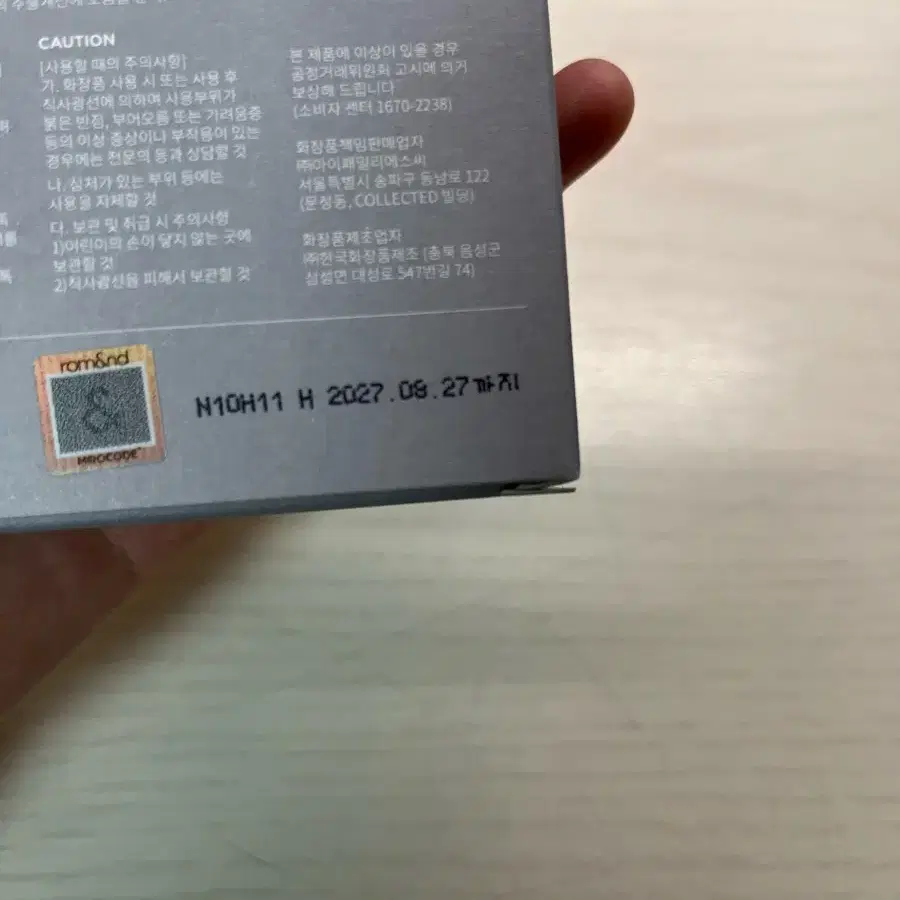 CAUTION
[사용할 때의 주의사항]
가. 화장품 사용 시 또는 사용 후
직사광선에 의하여 사용부위가
붉은 반점, 부어오름 또는 가려움증
등의 이상 증상이나 부작용이 있는
경우에는 전문의 등과 상담할 것
나. 상처가 있는 부위 등에는
사용을 자제할 것
다. 보관 및 취급 시 주의사항
1)어린이의 손이 닿지 않는 곳에
보관할 것
2)직사광선을 피해서 보관할 것
본 제품에 이상이 있을 경우
공정거래위원회 고시에 의거
보상해 드립니다
(소비자 센터 1670-2238)
화장품책임판매업자
㈜아이패밀리에스씨
서울특별시 송파구 동남로 122
(문정동, COLLECTED 빌딩)
화장품제조업자
㈜한국화장품제조 (충북 음성군
삼성면 대성로 547번길 74)
rom&nd
&
HIROCODE
N10H11 H 2027.09.27까지